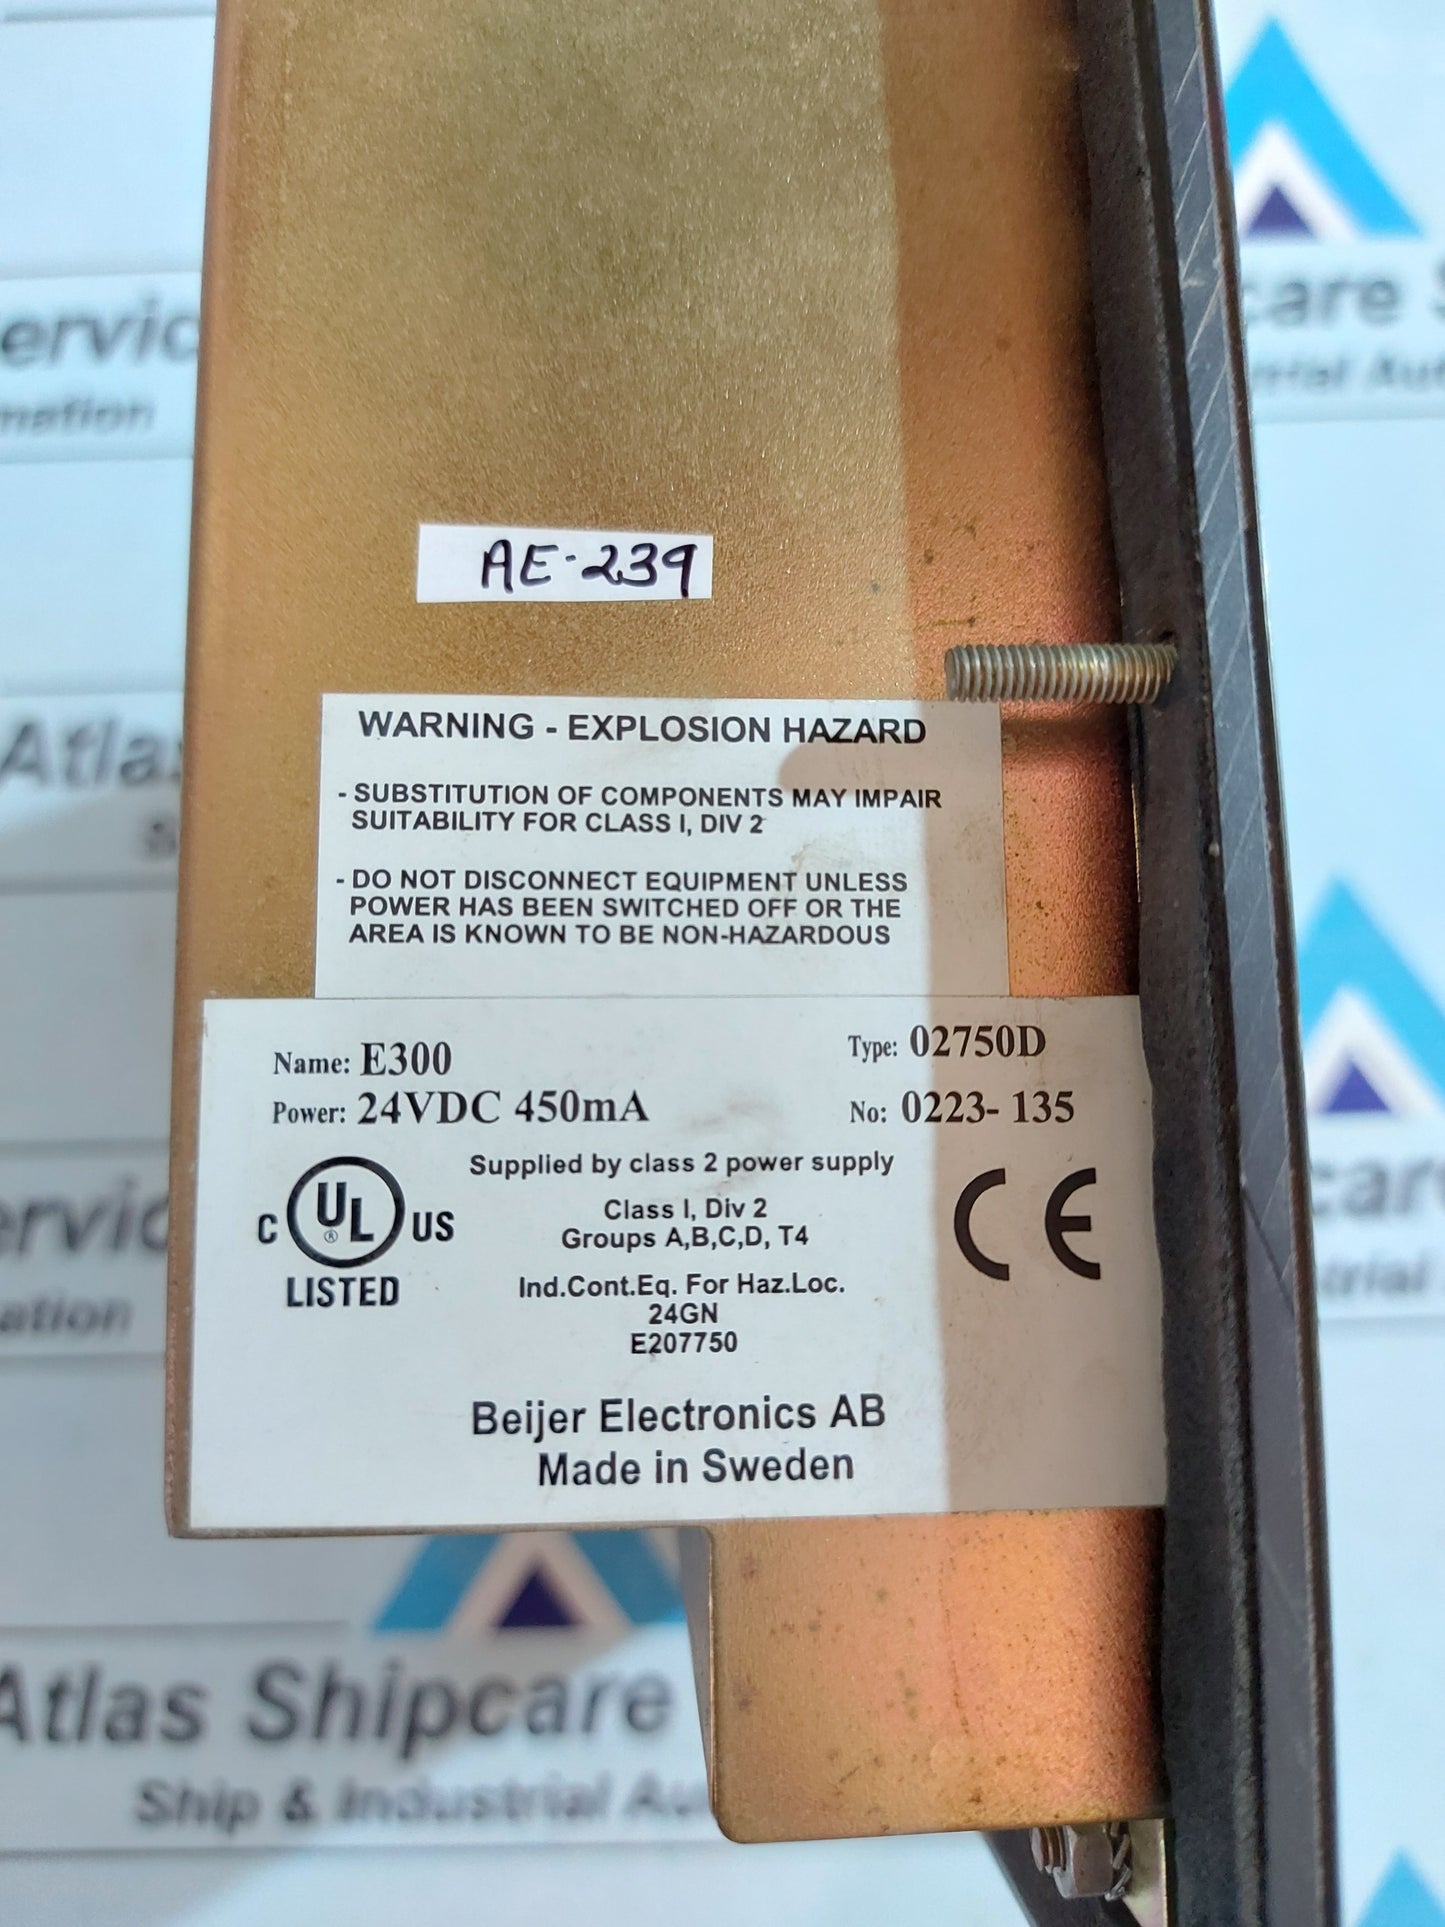 AE-239
WARNING - EXPLOSION HAZARD
- SUBSTITUTION OF COMPONENTS MAY IMPAIR
SUITABILITY FOR CLASS I, DIV 2
- DO NOT DISCONNECT EQUIPMENT UNLESS
POWER HAS BEEN SWITCHED OFF OR THE
AREA IS KNOWN TO BE NON-HAZARDOUS
Name: E300
Type: 02750D
Power: 24VDC 450mA
No: 0223- 135
Supplied by class 2 power supply
C UL ® US
LISTED
Class I, Div 2
Groups A,B,C,D, T4
CE
Ind.Cont.Eq. For Haz.Loc.
24GN
E207750
Beijer Electronics AB
Made in Sweden
Atlas Shipcare
Ship & Industrial
Atlas
care